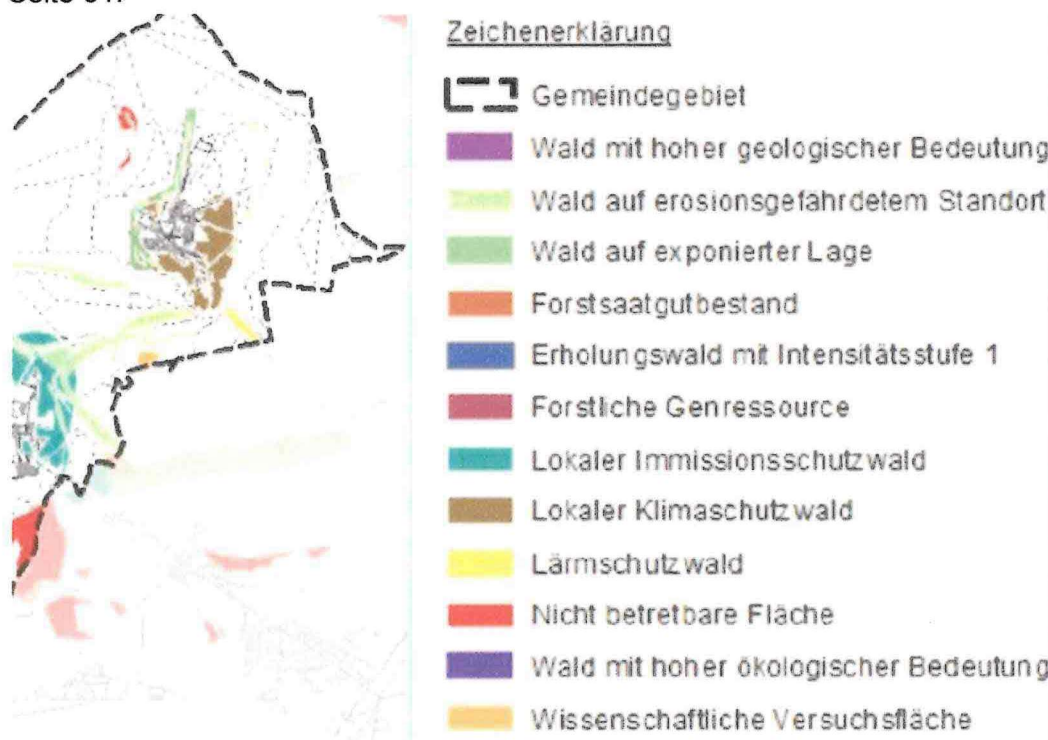 Zeichenerklärung
Gemeindegebiet
Wald mit hoher geologischer Bedeutung
Wald auf erosionsgefährdetem Standort
Wald auf exponierter Lage
Forstsaatgutbestand
Erholungswald mit Intensitätsstufe 1
Forstliche Genressource
Lokaler Immissionsschutzwald
Lokaler Klimaschutzwald
Lärmschutzwald
Nicht betretbare Fläche
Wald mit hoher ökologischer Bedeutung
Wissenschaftliche Versuchsfläche